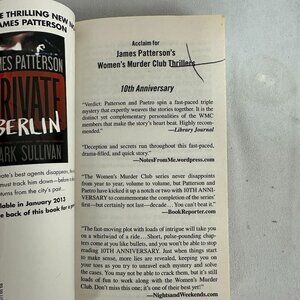 THRILLING NEW
JAMES PATTERSON
JAMES PATTERSON
PRIVATE
BERLIN
MARK SULLIVAN
best agents disappears,
must track him down—before
turns on the city's past...
Available in January 2013
back of this book for a
Acclaim for
James Patterson's
Women's Murder Club Thrillers
10th Anniversary
"Verdict: Patterson and Paetro spin a fast-paced triple
mystery that expertly weaves the stories together. It is the
distinct yet complementary personalities of the WMC
members that make the story's heart beat. Highly recom-
mended."
—Library Journal
"Deception and secrets run throughout this fast-paced,
drama-filled, and quick story."
—NotesFromMe.wordpress.com
"The Women's Murder Club series never disappoints from
year to year, volume to volume, but Patterson and Paetro
have kicked it up a notch or two with 10TH ANNIVER-
SARY to commemorate the completion of the series'
first—but certainly not last—decade.... You can't beat it."
—BookReporter.com
"The fast-moving plot with loads of intrigue will take you
on a whirlwind of a ride... Short, pulse-pounding chap-
ters come at you like bullets, and you won't be able to stop
reading 10TH ANNIVERSARY. Just when things start
to make sense, more lies are revealed, keeping you on
your toes as you try to unravel each mystery and solve
the cases. You may not be able to crack them, but it's still
loads of fun to work along with the Women's Murder
Club. Don't miss this one; it's one of their best!"
—NightsandWeekends.com